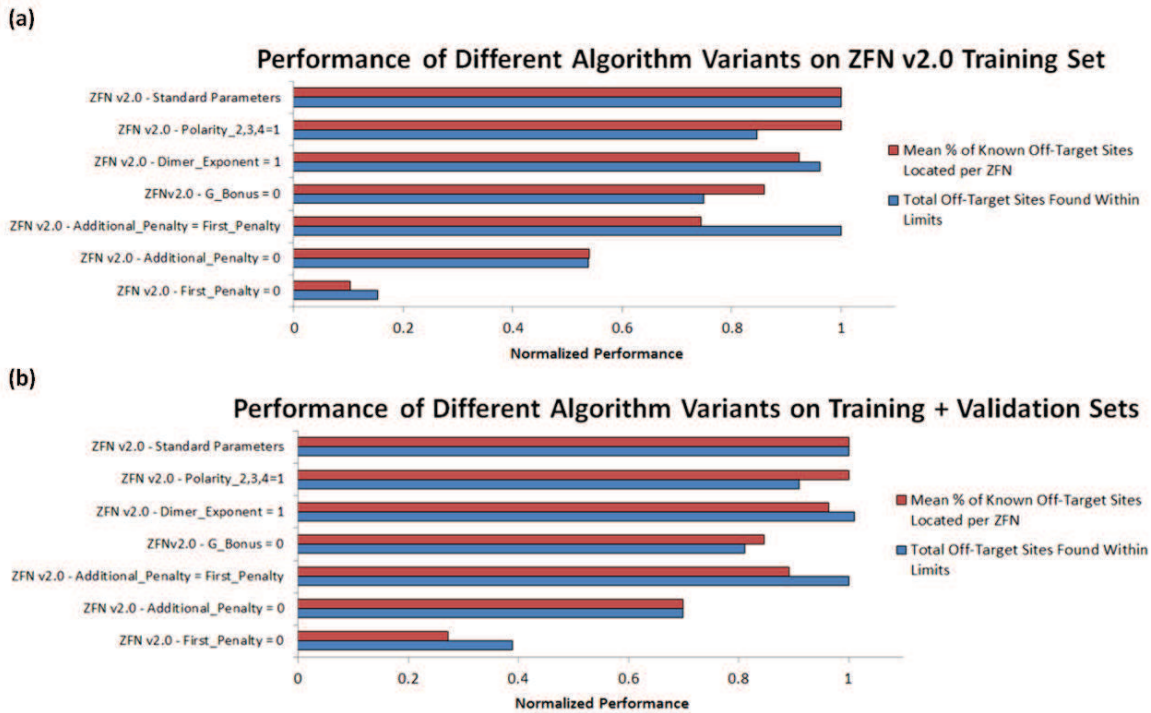 (a)
Performance of Different Algorithm Variants on ZFN v2.0 Training Set
ZFN v2.0 - Standard Parameters
ZFN v2.0 - Polarity_2,3,4=1
ZFN v2.0 - Dimer_Exponent = 1
ZFNv2.0 - G_Bonus = 0
ZFN v2.0 - Additional_Penalty = First_Penalty
ZFN v2.0 - Additional_Penalty = 0
ZFN v2.0 - First_Penalty = 0
Mean % of Known Off-Target Sites
Located per ZFN
Total Off-Target Sites Found Within
Limits
0 0.2 0.4 0.6 0.8 1
Normalized Performance
(b)
Performance of Different Algorithm Variants on Training + Validation Sets
ZFN v2.0 - Standard Parameters
ZFN v2.0 - Polarity_2,3,4=1
ZFN v2.0 - Dimer_Exponent = 1
ZFNv2.0 - G_Bonus = 0
ZFN v2.0 - Additional_Penalty = First_Penalty
ZFN v2.0 - Additional_Penalty = 0
ZFN v2.0 - First_Penalty = 0
Mean % of Known Off-Target Sites
Located per ZFN
Total Off-Target Sites Found Within
Limits
0 0.2 0.4 0.6 0.8 1
Normalized Performance